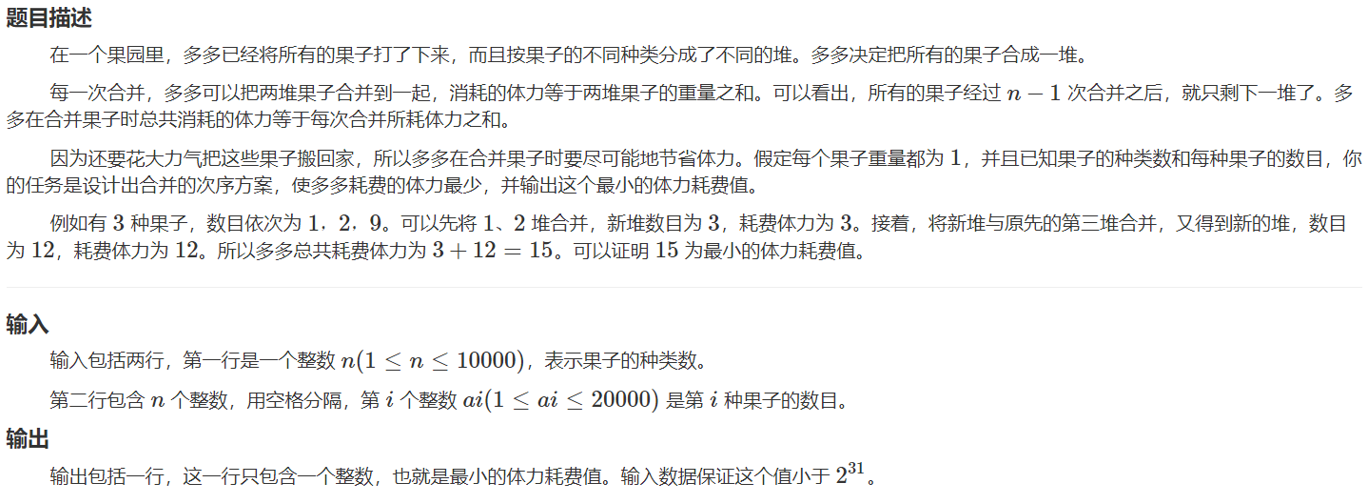 题目描述
在一个果园里，多多已经将所有的果子打了下来，而且按果子的不同种类分成了不同的堆。多多决定把所有的果子合成一堆。
每一次合并，多多可以把两堆果子合并到一起，消耗的体力等于两堆果子的重量之和。可以看出，所有的果子经过 n − 1 次合并之后，就只剩下一堆了。多
多在合并果子时总共消耗的体力等于每次合并所耗体力之和。
因为还要花大力气把这些果子搬回家，所以多多在合并果子时要尽可能地节省体力。假定每个果子重量都为 1，并且已知果子的种类数和每种果子的数目，你
的任务是设计出合并的次序方案，使多多耗费的体力最少，并输出这个最小的体力耗费值。
例如有 3 种果子，数目依次为 1，2，9。可以先将 1、2 堆合并，新堆数目为 3，耗费体力为 3。接着，将新堆与原先的第三堆合并，又得到新的堆，数目
为 12，耗费体力为 12。所以多多总共耗费体力为 3 + 12 = 15。可以证明 15 为最小的体力耗费值。
输入
输入包括两行，第一行是一个整数 n(1 ≤ n ≤ 10000)，表示果子的种类数。
第二行包含 n 个整数，用空格分隔，第 i 个整数 ai(1 ≤ ai ≤ 20000) 是第 i 种果子的数目。
输出
输出包括一行，这一行只包含一个整数，也就是最小的体力耗费值。输入数据保证这个值小于 2³¹。